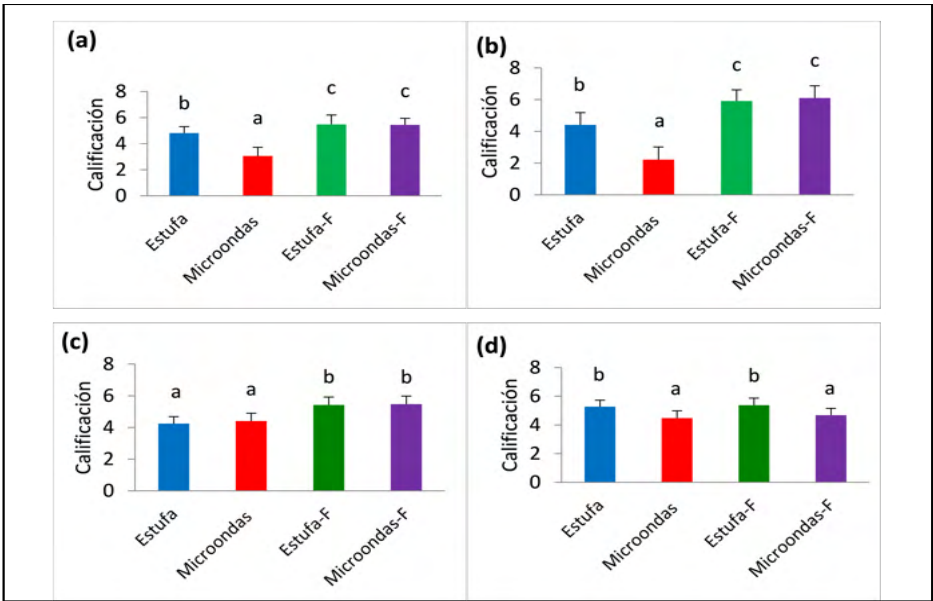 (a)
Calificación
8
6
4
2
0
b
a
c
c
Estufa
Microondas
Estufa-F
Microondas-F
(b)
Calificación
8
6
4
2
0
b
a
c
c
Estufa
Microondas
Estufa-F
Microondas-F
(c)
Calificación
8
6
4
2
0
a
a
b
b
Estufa
Microondas
Estufa-F
Microondas-F
(d)
Calificación
8
6
4
2
0
b
a
b
a
Estufa
Microondas
Estufa-F
Microondas-F